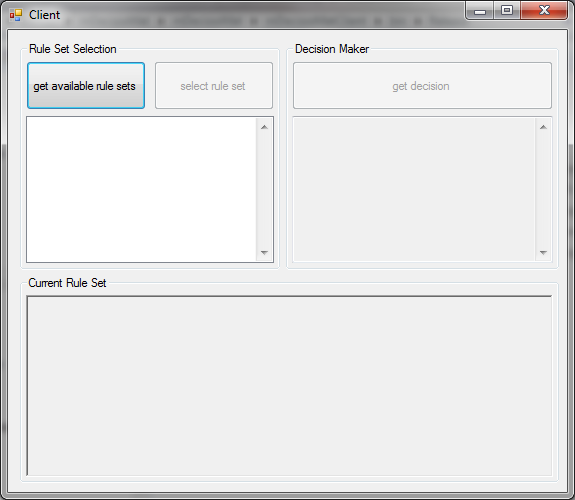 Client
Rule Set Selection
Decision Maker
get available rule sets
select rule set
get decision
Current Rule Set